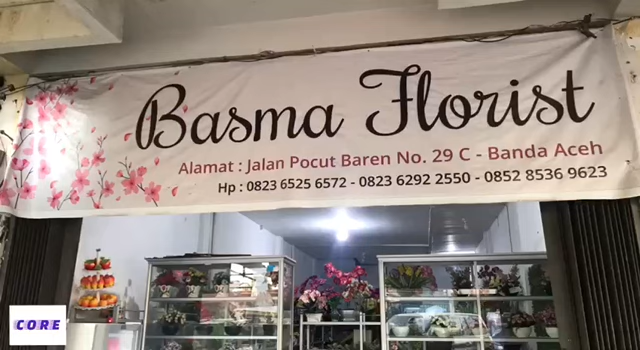 Basma Florist
Alamat : Jalan Pocut Baren No. 29 C - Banda Aceh
Hp : 0823 6525 6572 - 0823 6292 2550 - 0852 8536 9623
CORE